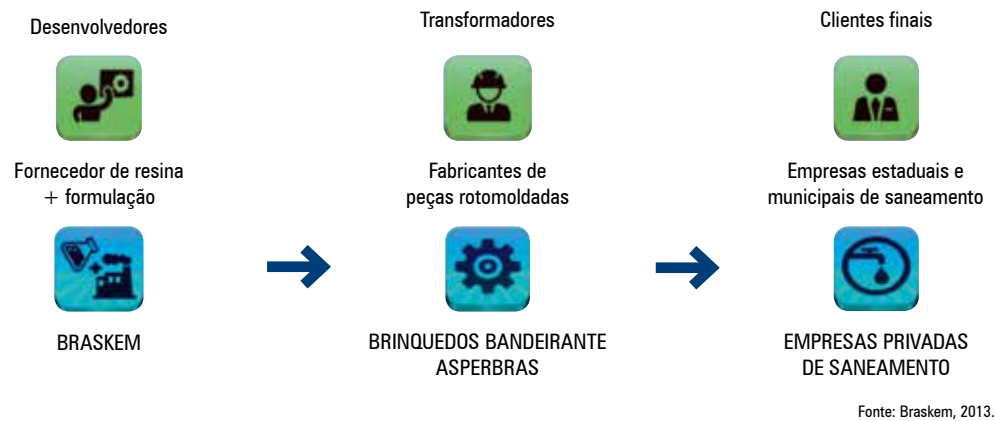 Desenvolvedores
Fornecedor de resina
+ formulação
BRASKEM
Transformadores
Fabricantes de
peças rotomoldadas
BRINQUEDOS BANDEIRANTE
ASPERBRAS
Clientes finais
Empresas estaduais e
municipais de saneamento
EMPRESAS PRIVADAS
DE SANEAMENTO
Fonte: Braskem, 2013.